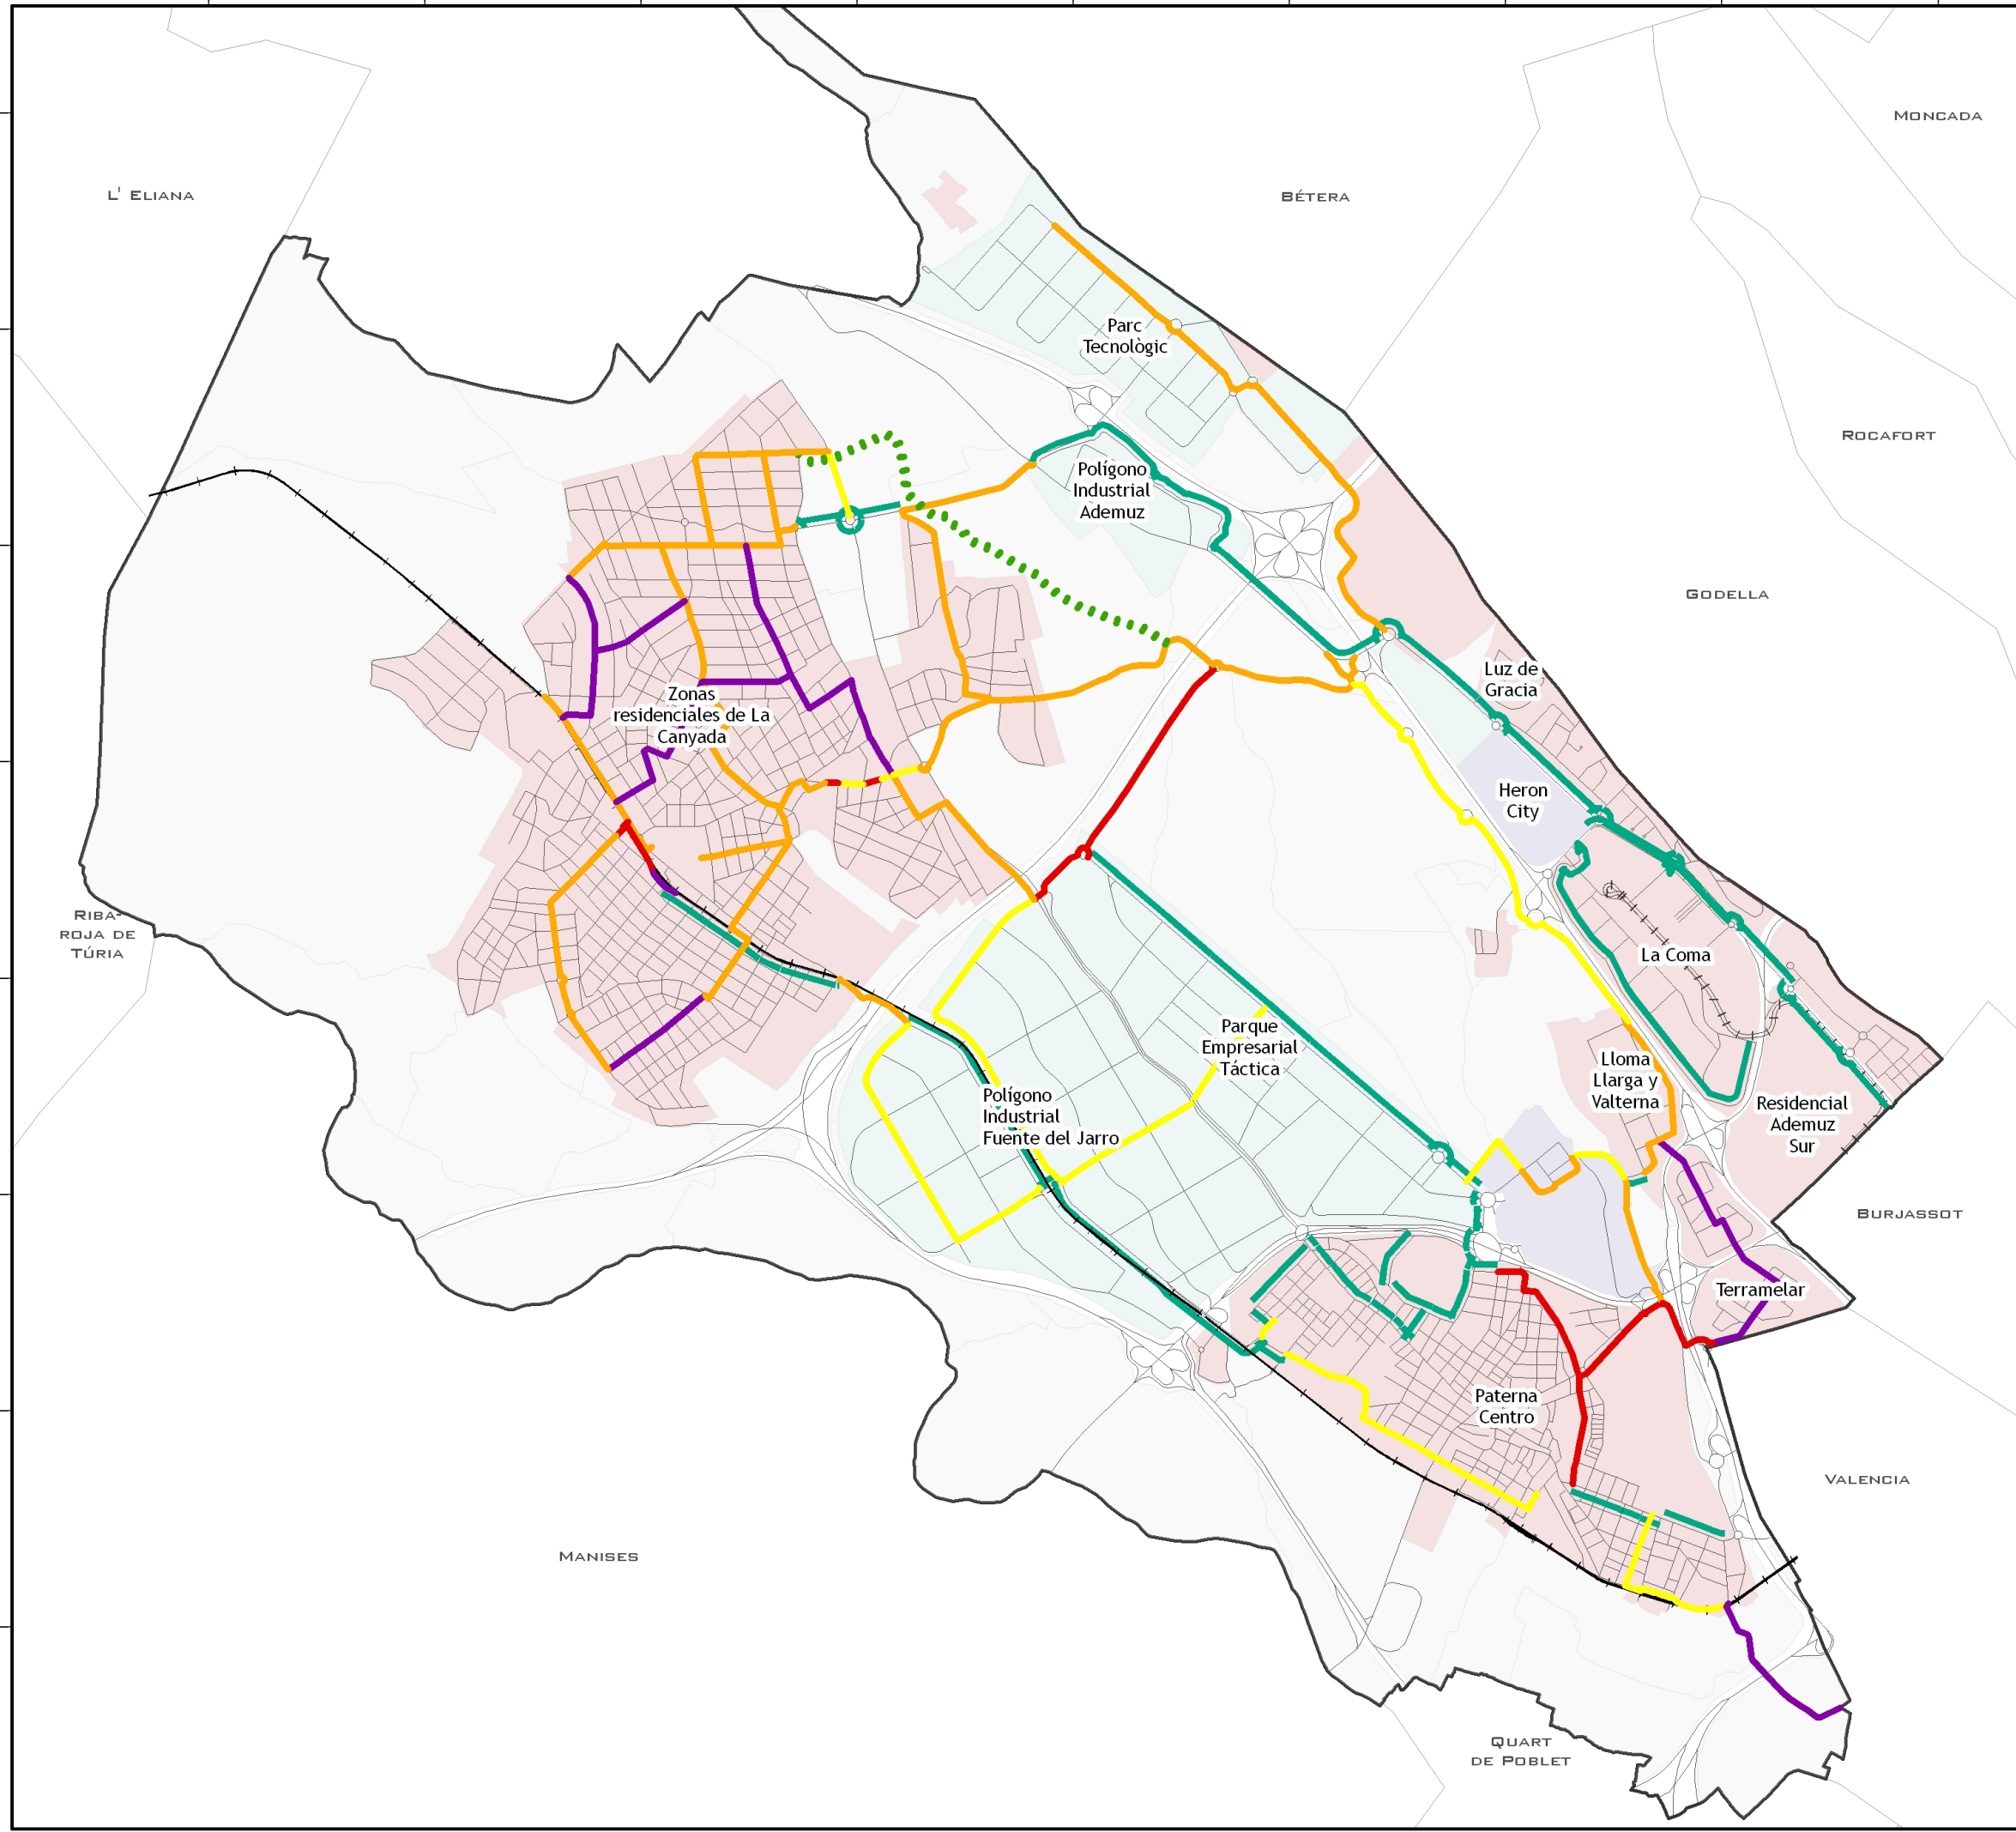 MONCADA
L' ELIANA
BÉTERA
Parc
Tecnològic
ROCAFORT
Polígono
Industrial
Ademuz
GODELLA
Luz de
Gracia
Zonas
residenciales de La
Canyada
Heron
City
RIBA-
ROJA DE
TÚRIA
La Coma
Parque
Empresarial
Táctica
Lloma
Llarga y
Valterna
Polígono
Industrial
Fuente del Jarro
Residencial
Ademuz
Sur
BURJASSOT
Terramelar
Paterna
Centro
VALENCIA
MANISES
QUART
DE POBLET